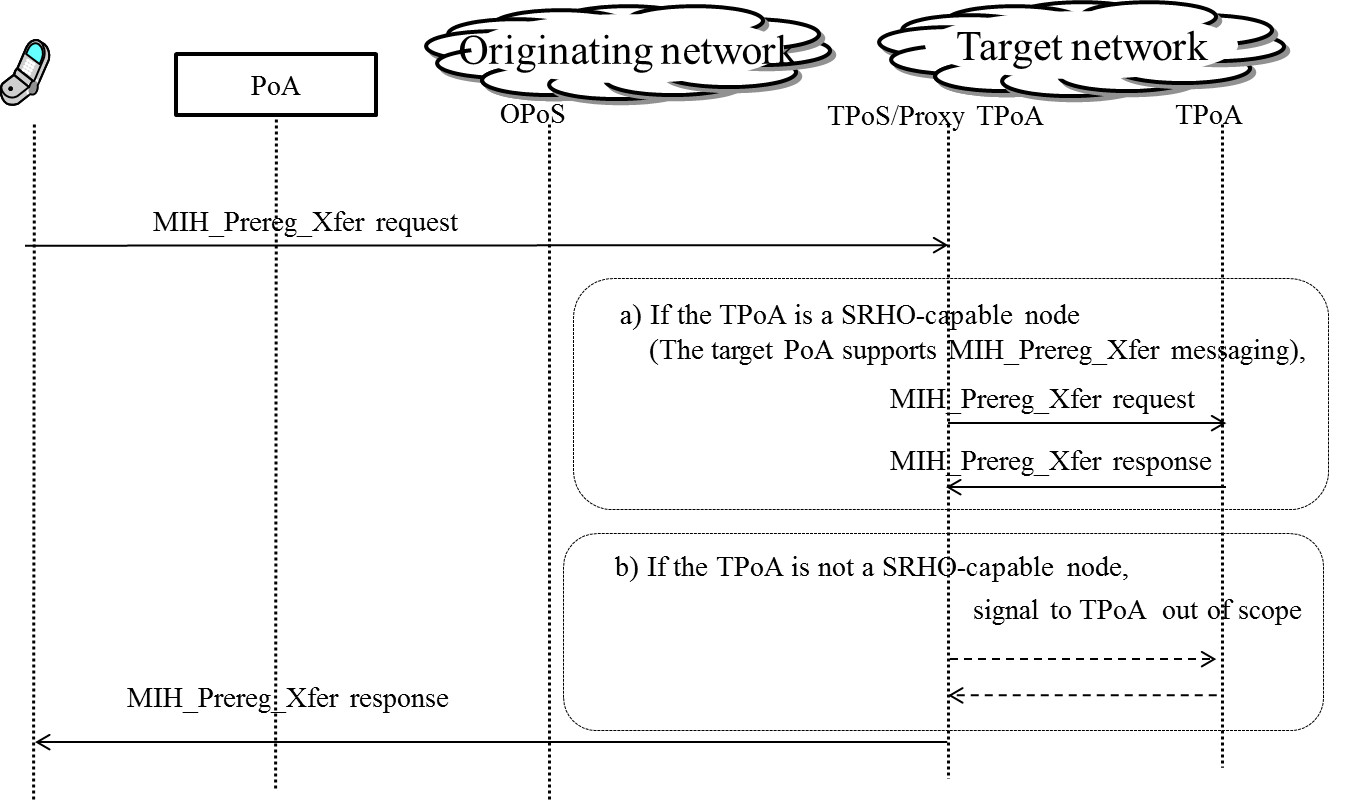 Originating network
Target network
PoA
OPoS
TPoS/Proxy TPoA
TPoA
MIH_Prereg_Xfer request
a) If the TPoA is a SRHO-capable node
(The target PoA supports MIH_Prereg_Xfer messaging),
MIH_Prereg_Xfer request
MIH_Prereg_Xfer response
b) If the TPoA is not a SRHO-capable node,
signal to TPoA out of scope
MIH_Prereg_Xfer response